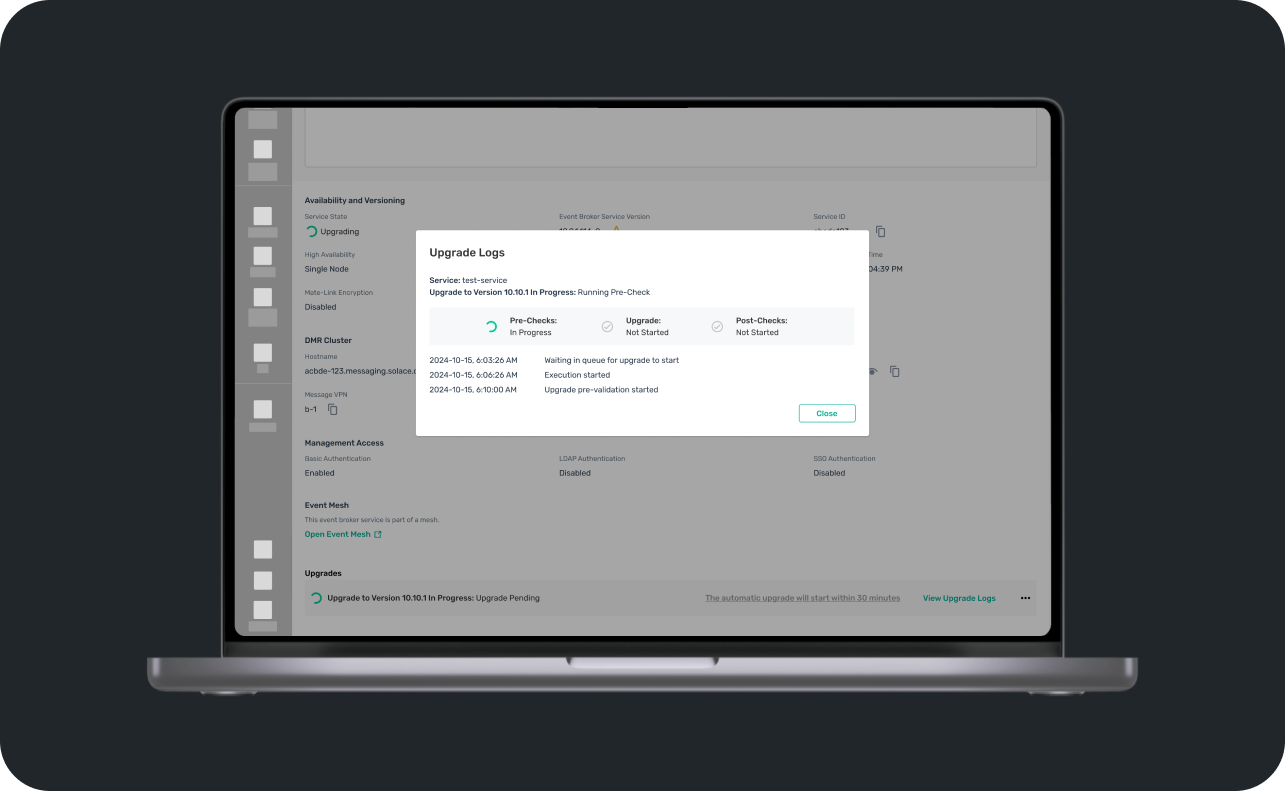 Availability and Versioning
Service State
Event Broker Service Version
Service ID
Upgrading
High Availability
Time
Single Node
04:39 PM
Mate-Link Encryption
Disabled
DMR Cluster
Hostname
acbde-123.messaging.solace.
Message VPN
b-1
Upgrade Logs
Service: test-service
Upgrade to Version 10.10.1 In Progress: Running Pre-Check
Pre-Checks:
In Progress
Upgrade:
Not Started
Post-Checks:
Not Started
2024-10-15, 6:03:26 AM Waiting in queue for upgrade to start
2024-10-15, 6:06:26 AM Execution started
2024-10-15, 6:10:00 AM Upgrade pre-validation started
Close
Management Access
Basic Authentication
LDAP Authentication
SSO Authentication
Enabled
Disabled
Disabled
Event Mesh
This event broker service is part of a mesh.
Open Event Mesh
Upgrades
Upgrade to Version 10.10.1 In Progress: Upgrade Pending
The automatic upgrade will start within 30 minutes
View Upgrade Logs